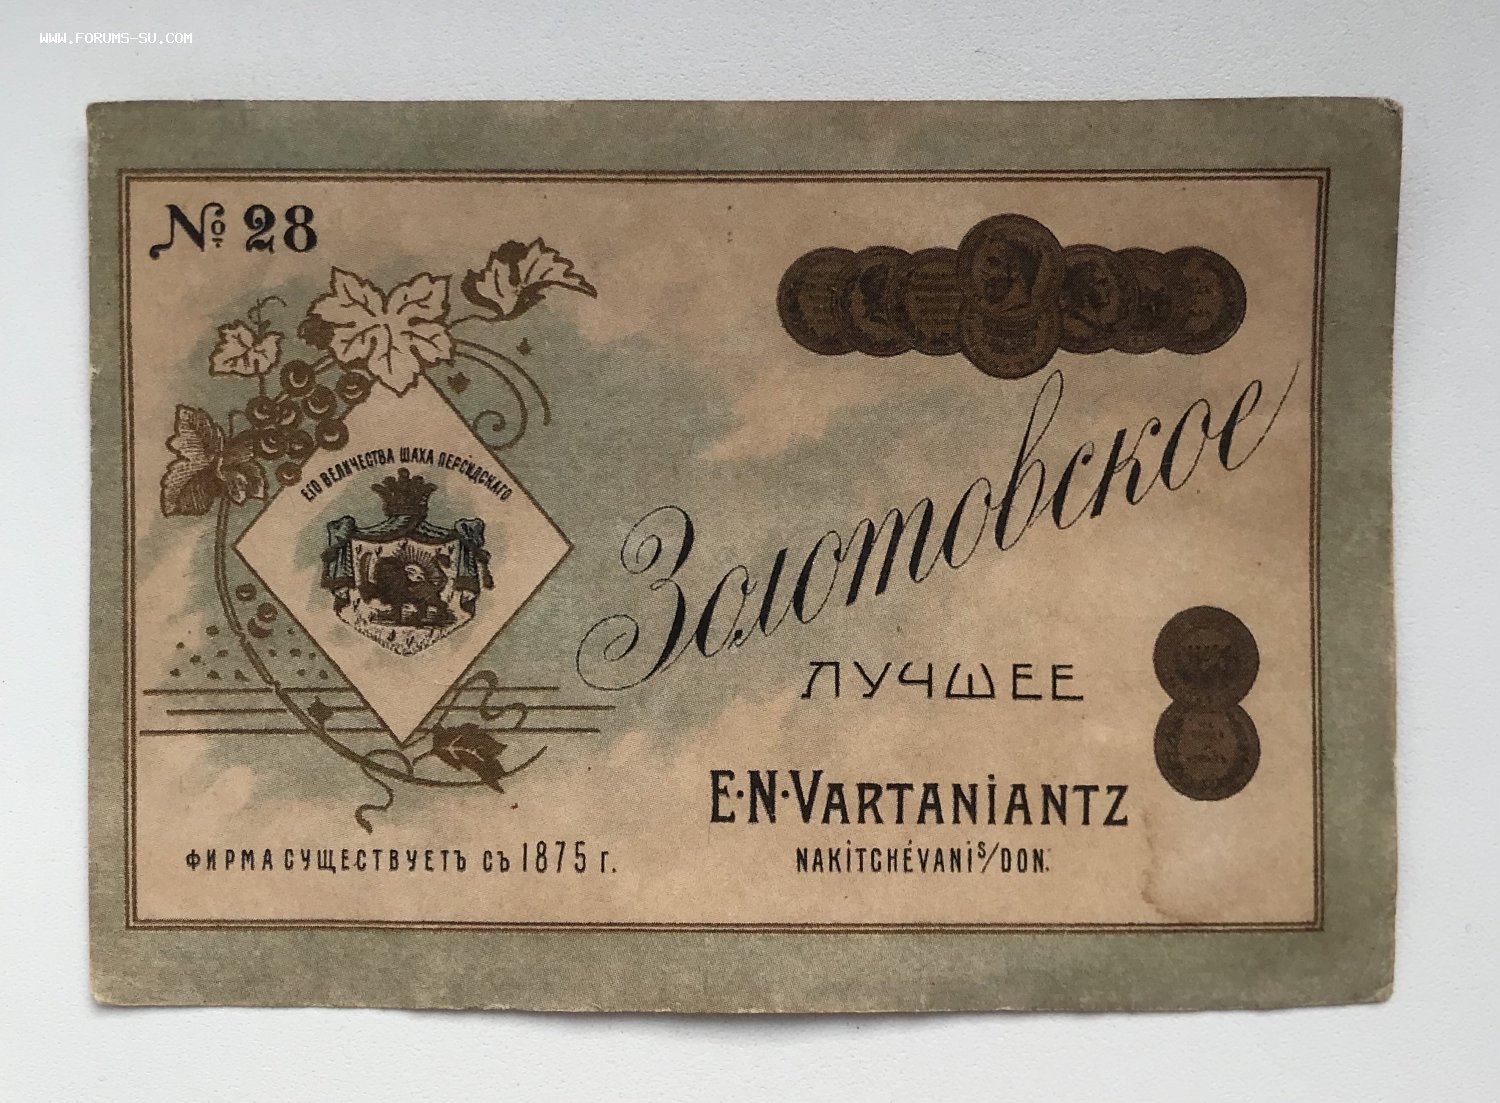 WWW.FORUMS-SU.COM
№ 28
ЕГО ВЕЛИЧЕСТВА ШАХА ПЕРСИДСКАГО
Золотовское
ЛУЧШЕЕ
E·N·VARTANIANTZ
NAKITCHÉVANI S/DON.
ФИРМА СУЩЕСТВУЕТЪ СЪ 1875 г.